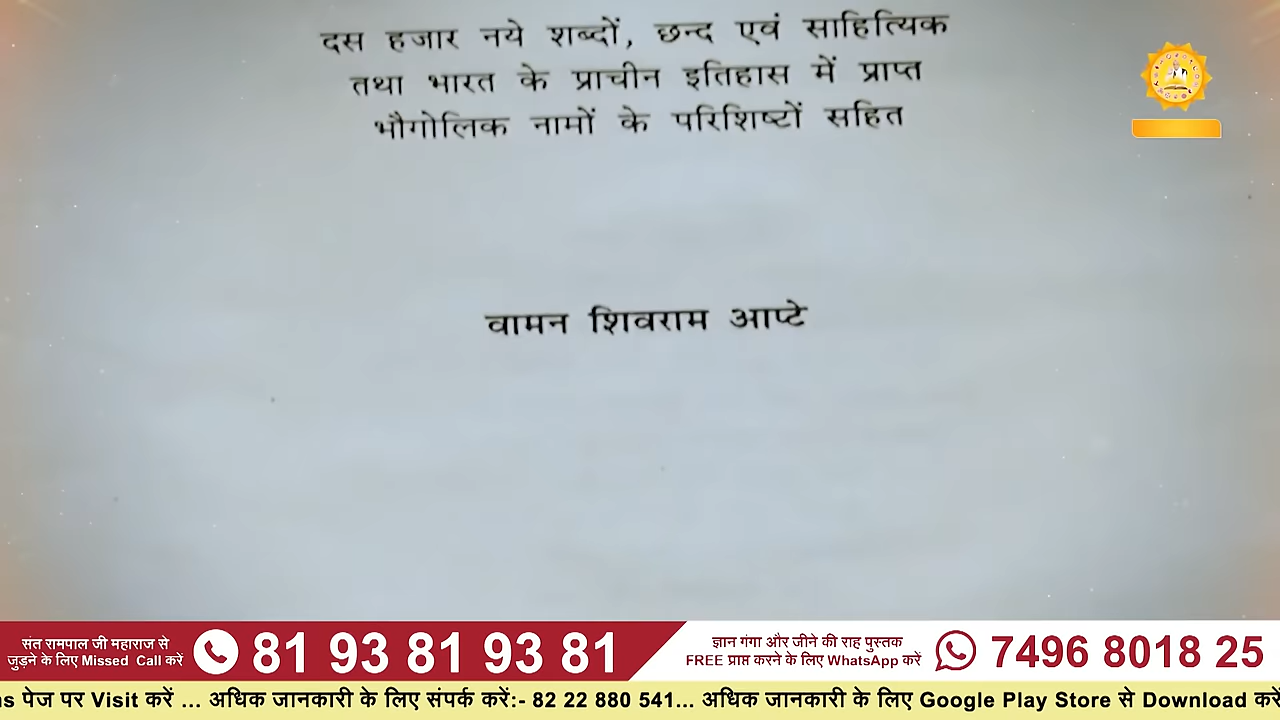 दस हजार नये शब्दों, छन्द एवं साहित्यिक
तथा भारत के प्राचीन इतिहास में प्राप्त
भौगोलिक नामों के परिशिष्टों सहित
वामन शिवराम आप्टे
संत रामपाल जी महाराज से
जुड़ने के लिए Missed Call करें
81 93 81 93 81
ज्ञान गंगा और जीने की राह पुस्तक
FREE प्राप्त करने के लिए WhatsApp करें
7496 8018 25
पेज पर Visit करें ... अधिक जानकारी के लिए संपर्क करें:- 82 22 880 541... अधिक जानकारी के लिए Google Play Store से Download करें